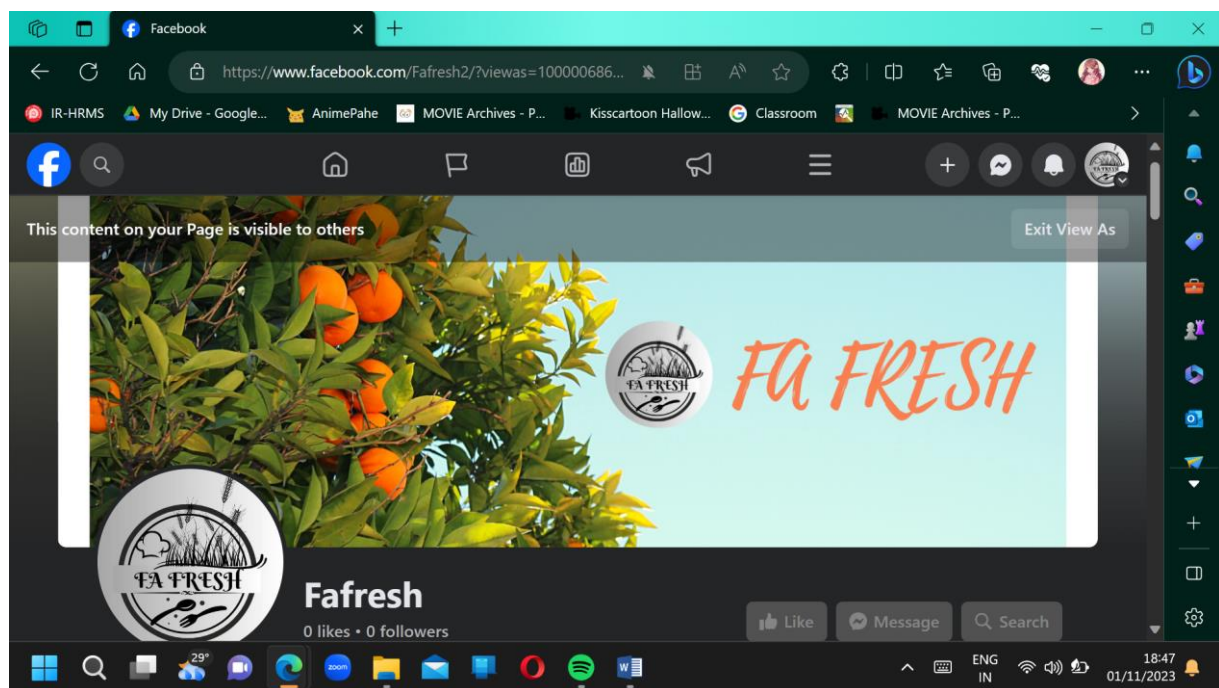 Facebook
https://www.facebook.com/Fafresh2/?viewas=100000686...
IR-HRMS
My Drive - Google...
AnimePahe
MOVIE Archives - P...
Kisscartoon Hallow...
Classroom
MOVIE Archives - P...
This content on your Page is visible to others
Exit View As
FA FRESH
FA FRESH
FA FRESH
Fafresh
0 likes • 0 followers
Like
Message
Search
29°
zoom
ENG
IN
18:47
01/11/2023